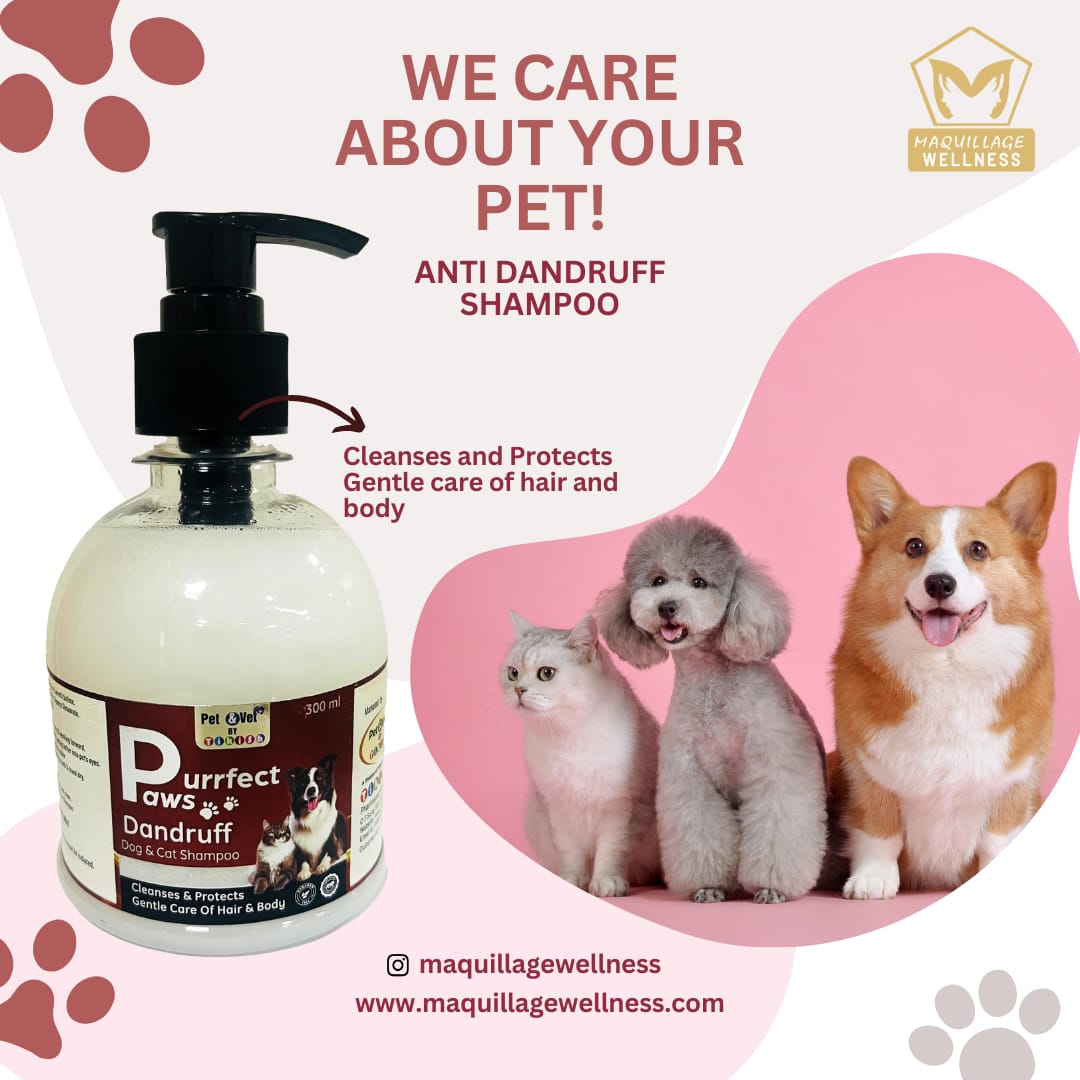 WE CARE
ABOUT YOUR
PET!
ANTI DANDRUFF
SHAMPOO
MAQUILLAGE
WELLNESS
Cleanses and Protects
Gentle care of hair and
body
300 ml
Pet &Vet
BY
Tikish
Purrfect
Paws
Dandruff
Dog & Cat Shampoo
Cleanses & Protects
Gentle Care Of Hair & Body
maquillagewellness
www.maquillagewellness.com